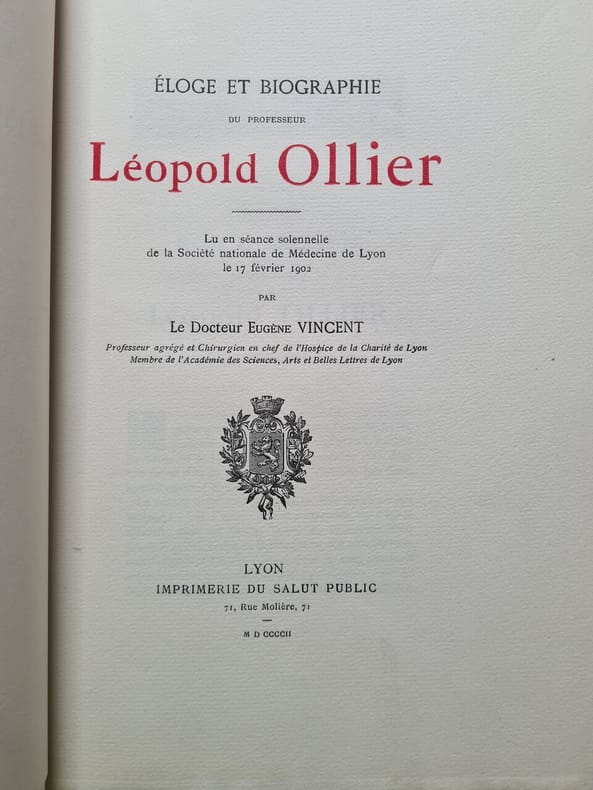 ÉLOGE ET BIOGRAPHIE
DU PROFESSEUR
Léopold Ollier
Lu en séance solennelle
de la Société nationale de Médecine de Lyon
le 17 février 1902
PAR
Le Docteur EUGÈNE VINCENT
Professeur agrégé et Chirurgien en chef de l'Hospice de la Charité de Lyon
Membre de l'Académie des Sciences, Arts et Belles Lettres de Lyon
LYON
IMPRIMERIE DU SALUT PUBLIC
71, Rue Molière, 71
M D CCCCII